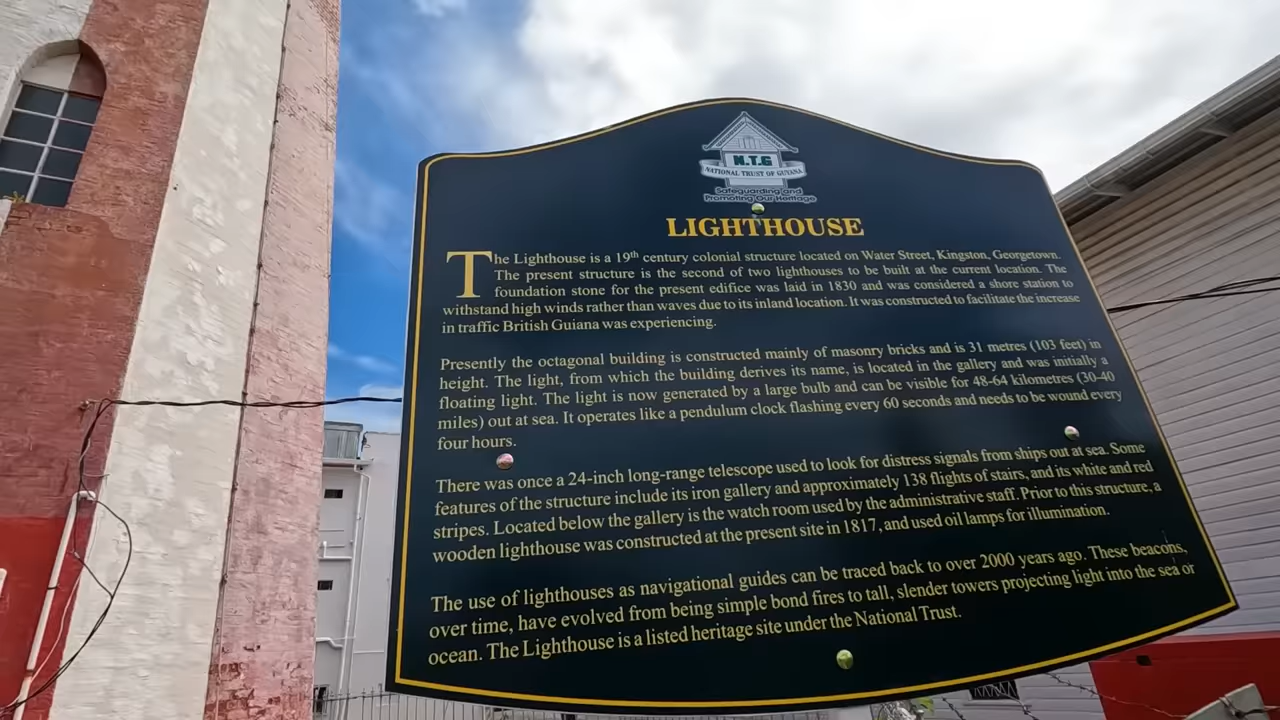 N.T.G
NATIONAL TRUST OF GUYANA
Safeguarding and
Promoting Our Heritage
LIGHTHOUSE
The Lighthouse is a 19th century colonial structure located on Water Street, Kingston, Georgetown.
The present structure is the second of two lighthouses to be built at the current location. The
foundation stone for the present edifice was laid in 1830 and was considered a shore station to
withstand high winds rather than waves due to its inland location. It was constructed to facilitate the increase
in traffic British Guiana was experiencing.
Presently the octagonal building is constructed mainly of masonry bricks and is 31 metres (103 feet) in
height. The light, from which the building derives its name, is located in the gallery and was initially a
floating light. The light is now generated by a large bulb and can be visible for 48-64 kilometres (30-40
miles) out at sea. It operates like a pendulum clock flashing every 60 seconds and needs to be wound every
four hours.
There was once a 24-inch long-range telescope used to look for distress signals from ships out at sea. Some
features of the structure include its iron gallery and approximately 138 flights of stairs, and its white and red
stripes. Located below the gallery is the watch room used by the administrative staff. Prior to this structure, a
wooden lighthouse was constructed at the present site in 1817, and used oil lamps for illumination.
The use of lighthouses as navigational guides can be traced back to over 2000 years ago. These beacons,
over time, have evolved from being simple bond fires to tall, slender towers projecting light into the sea or
ocean. The Lighthouse is a listed heritage site under the National Trust.